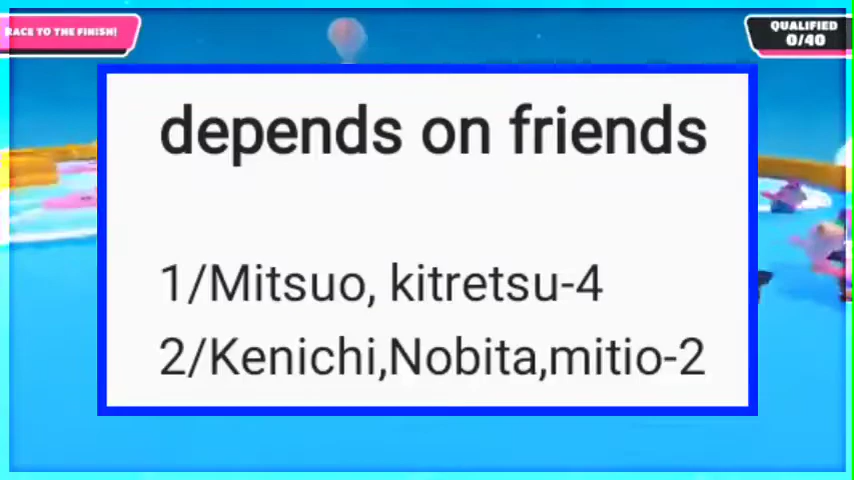 RACE TO THE FINISH!
QUALIFIED
0/40
depends on friends
1/Mitsuo, kitretsu-4
2/Kenichi,Nobita,mitio-2